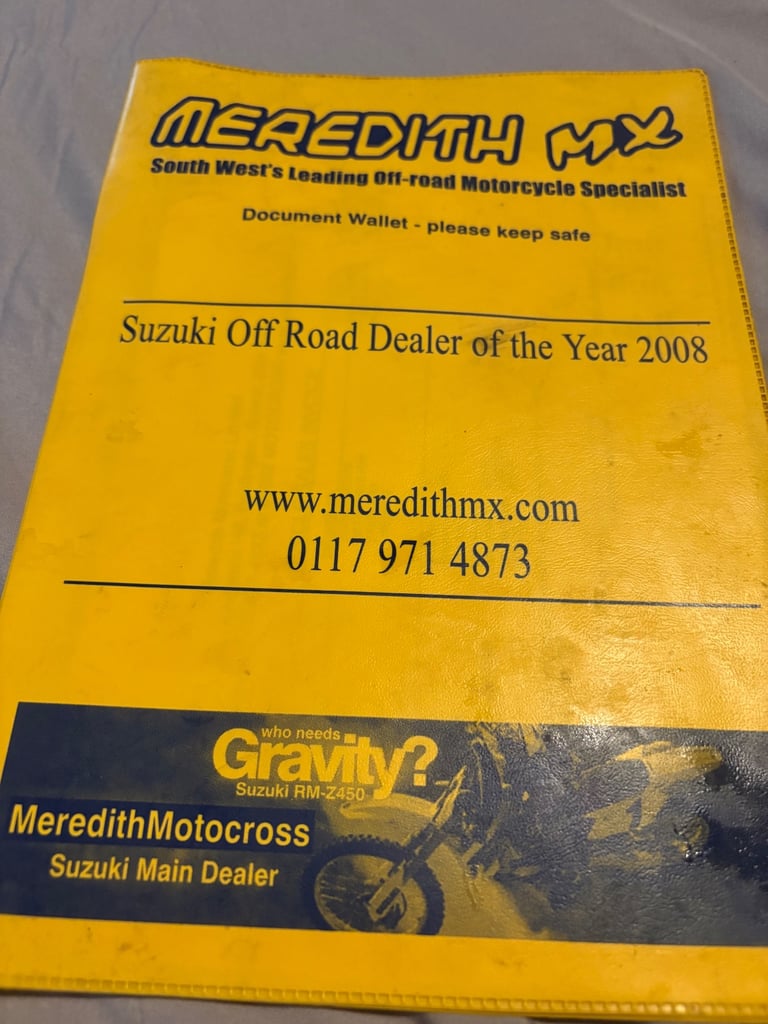 MEREDITH MX
South West's Leading Off-road Motorcycle Specialist
Document Wallet - please keep safe
Suzuki Off Road Dealer of the Year 2008
www.meredithmx.com
0117 971 4873
who needs
Gravity?
Suzuki RM-Z450
MeredithMotocross
Suzuki Main Dealer